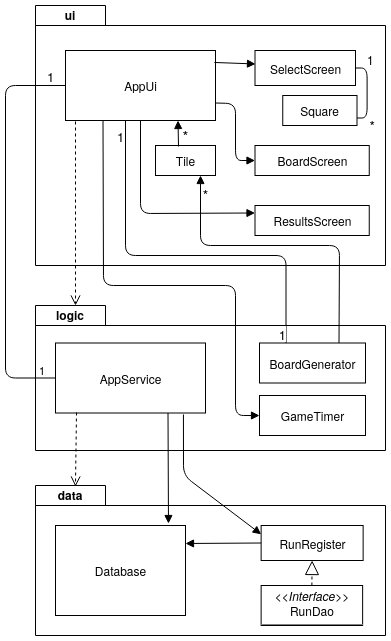 ui
1
AppUi
SelectScreen
1
Square
*
1
*
Tile
BoardScreen
*
ResultsScreen
logic
1
1
AppService
BoardGenerator
GameTimer
data
Database
RunRegister
<<Interface>>
RunDao